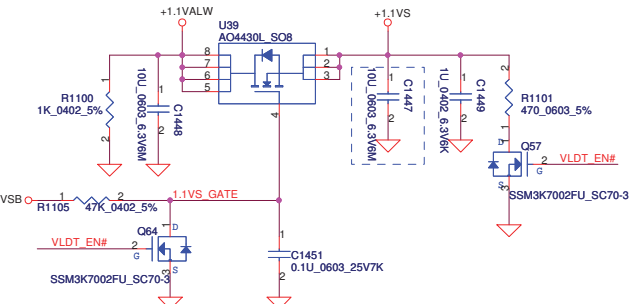 +1.1VALW
+1.1VS
U39
AO4430L_SO8
8
7
6
5
1
2
3
4
1
R1100
1K_0402_5%
2
1
C1448
10U_0603_6.3V6M
2
1
C1447
10U_0603_6.3V6M
2
1
C1449
1U_0402_6.3V6K
2
2
R1101
470_0603_5%
1
D
1
Q57
2
G
VLDT_EN#
S
3
SSM3K7002FU_SC70-3
VSB
1
2
1.1VS_GATE
R1105
47K_0402_5%
Q64
1
D
VLDT_EN#
2
G
3
S
SSM3K7002FU_SC70-3
1
C1451
0.1U_0603_25V7K
2